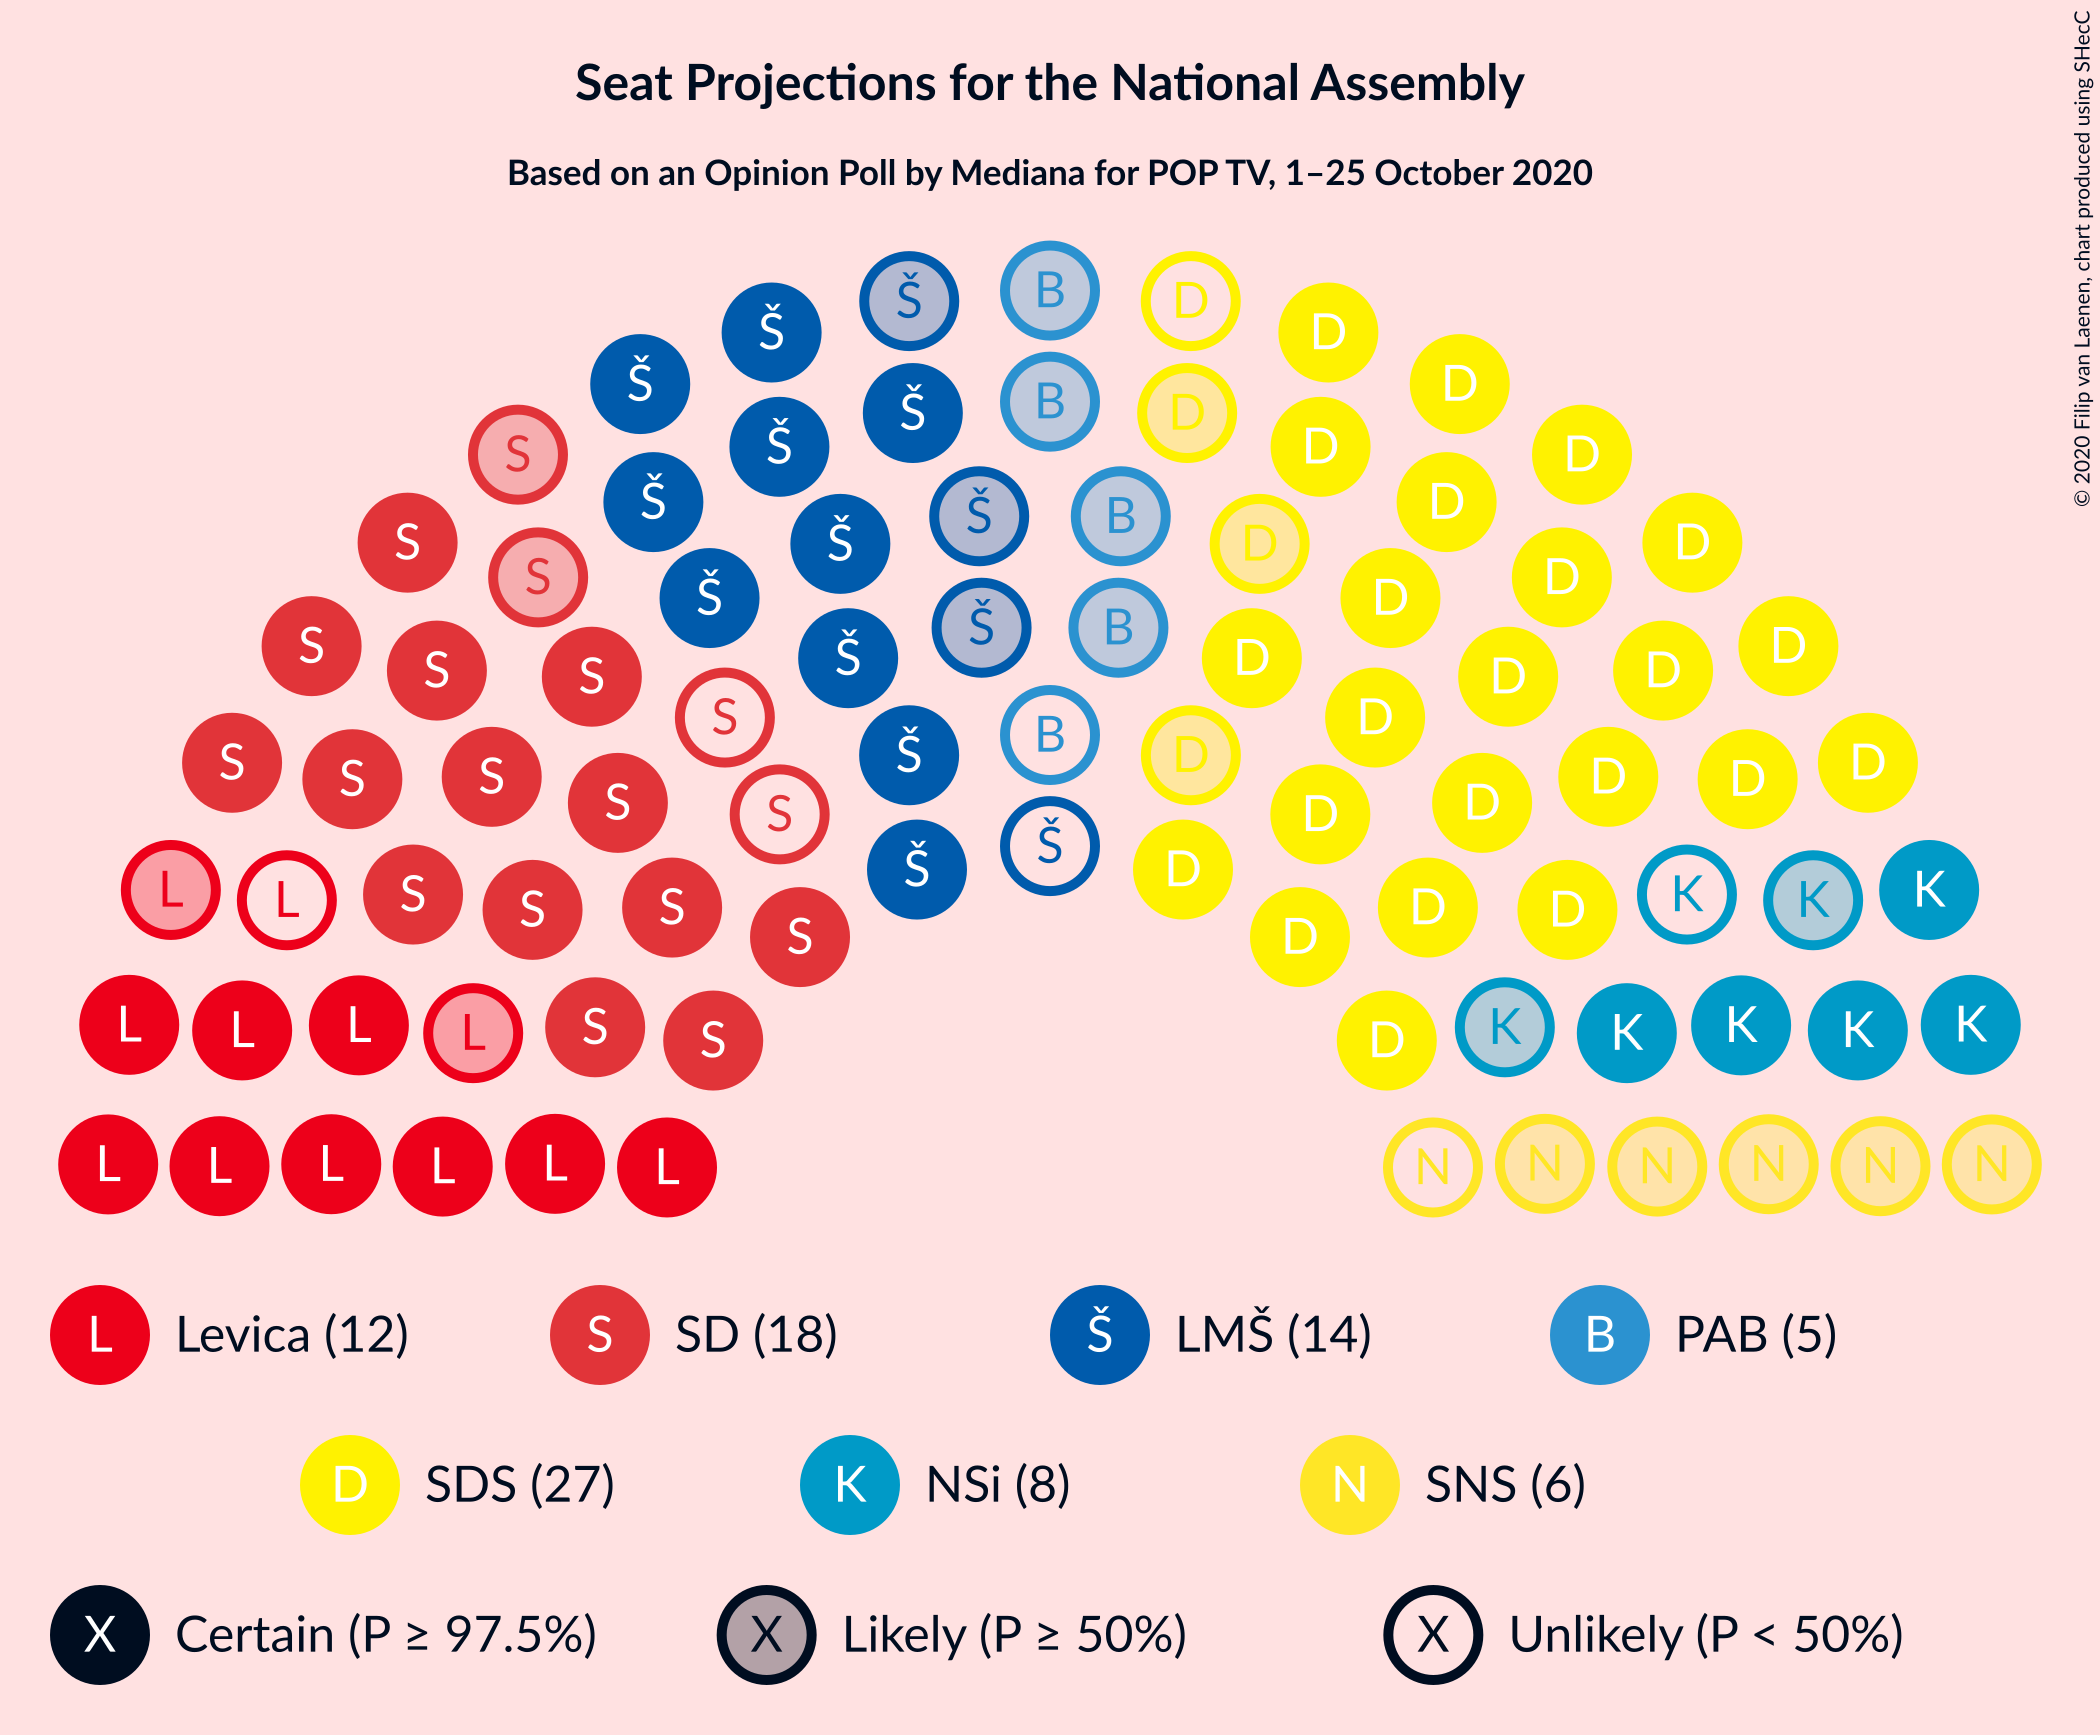 Seat Projections for the National Assembly
Based on an Opinion Poll by Mediana for POP TV, 1–25 October 2020
© 2020 Filip van Laenen, chart produced using SHecC
Š B D
Š D
Š D
B
Š D
Š D
S D
Š D
Š B D
Š D
S D
Š D
S D
Š B D
Š D
S D
S D
S D
S B D
Š D
S D
S D
S D
S D
S D
S Š D
L S S S S Š D D D K K K
L S
L L L L S S D K K K K K
L L L L L L N N N N N N
L Levica (12) S SD (18) Š LMŠ (14) B PAB (5)
D SDS (27) K NSi (8) N SNS (6)
X Certain (P ≥ 97.5%) X Likely (P ≥ 50%) X Unlikely (P < 50%)